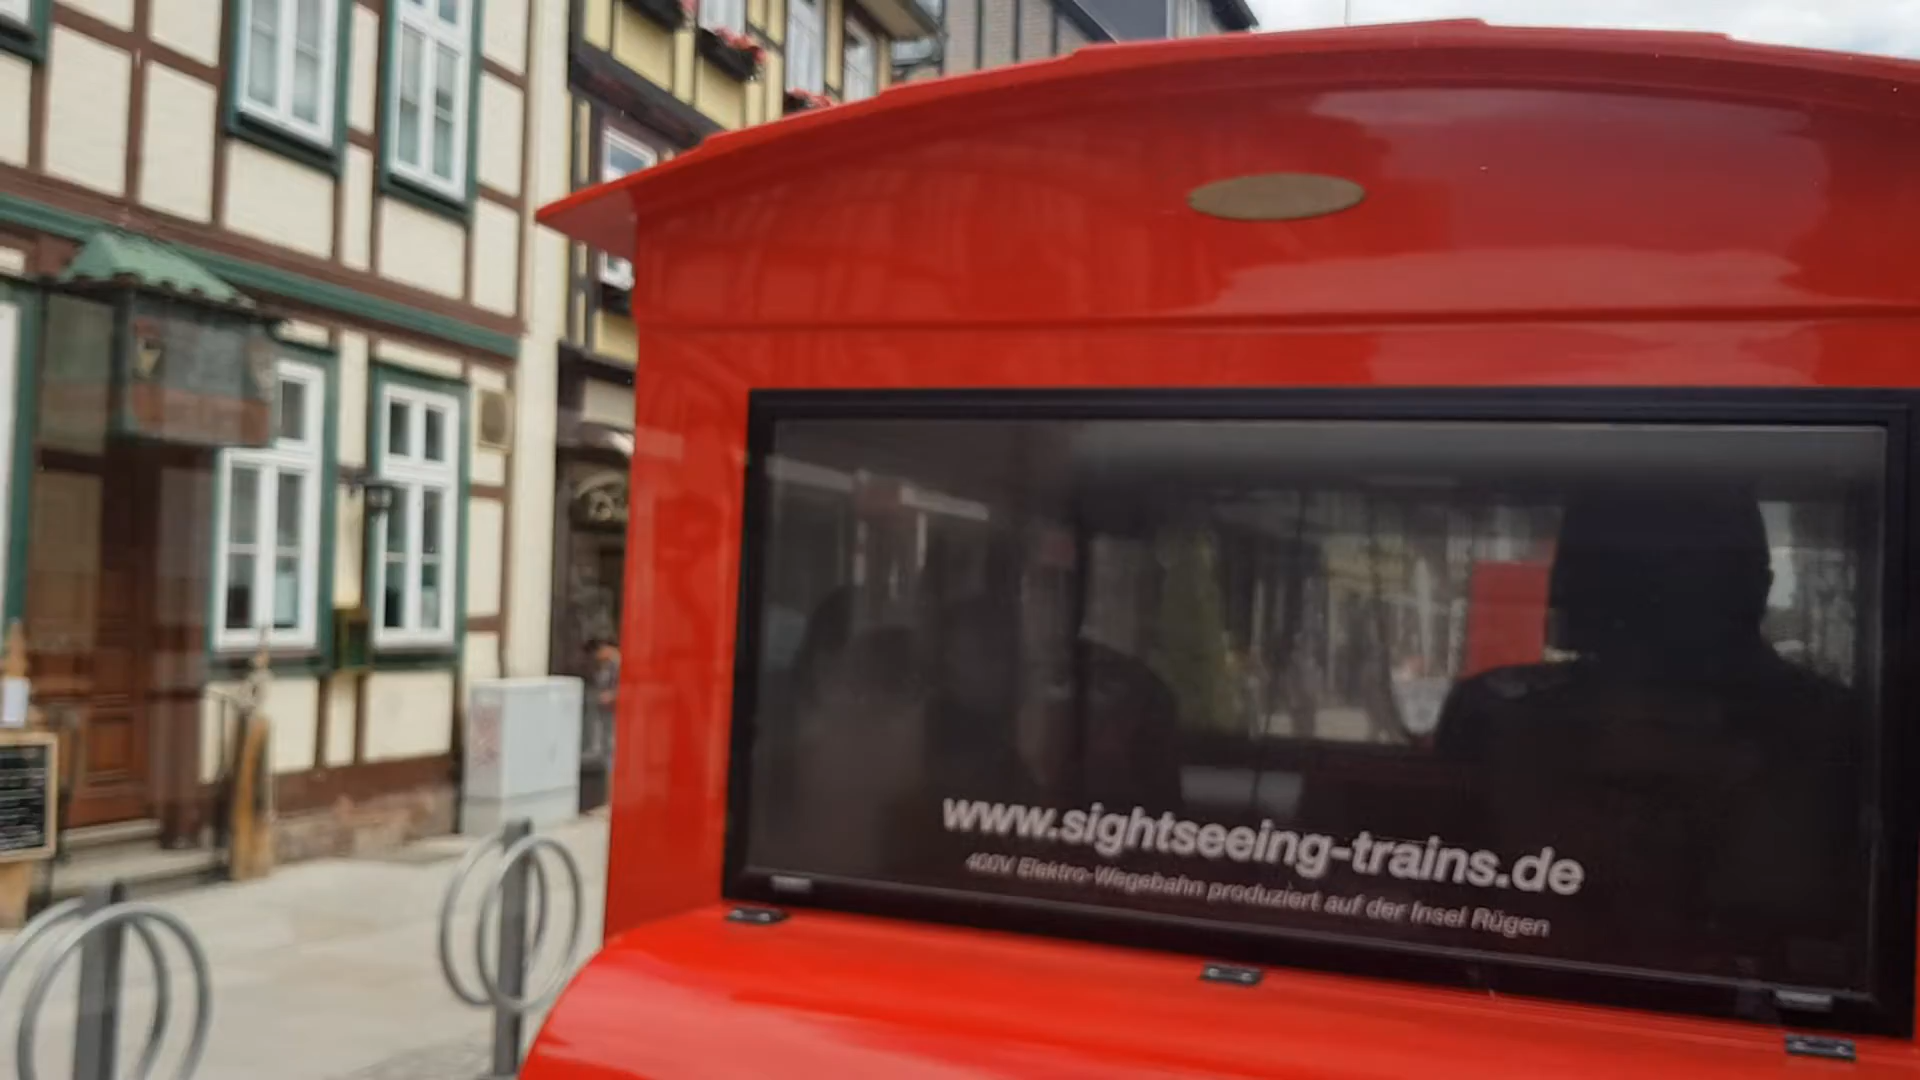 www.sightseeing-trains.de
400V Elektro-Wegebahn produziert auf der Insel Rügen